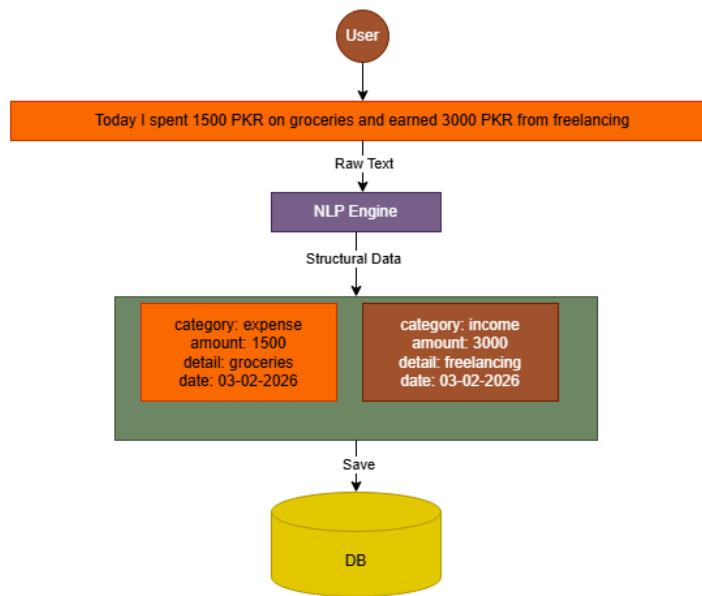 User
Today I spent 1500 PKR on groceries and earned 3000 PKR from freelancing
Raw Text
NLP Engine
Structural Data
category: expense
amount: 1500
detail: groceries
date: 03-02-2026
category: income
amount: 3000
detail: freelancing
date: 03-02-2026
Save
DB